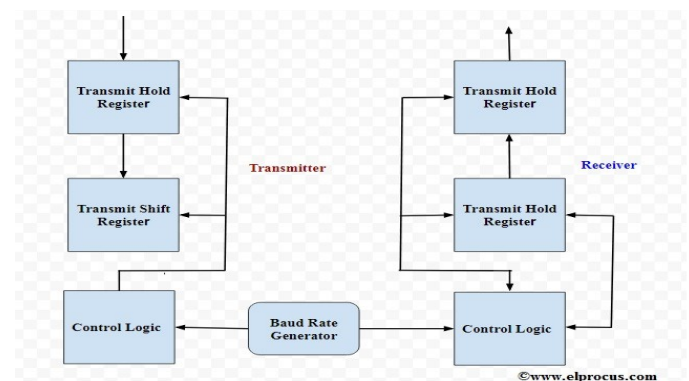 Transmit Hold
Register
Transmit Shift
Register
Control Logic
Transmitter
Baud Rate
Generator
Transmit Hold
Register
Receiver
Transmit Hold
Register
Control Logic
©www.elprocus.com